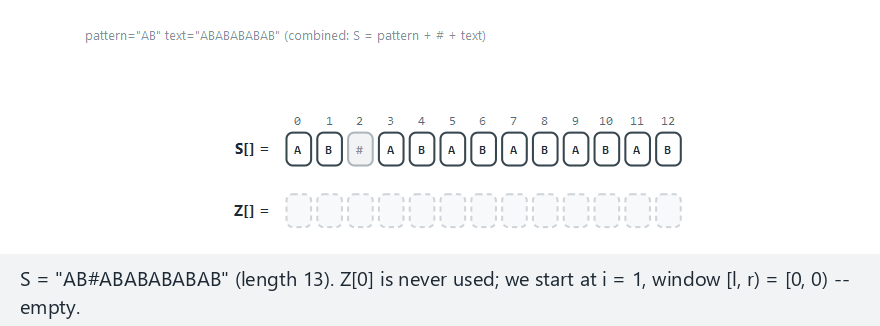 pattern="AB" text="ABABABABAB" (combined: S = pattern + # + text)
0 1 2 3 4 5 6 7 8 9 10 11 12
S[] = A B # A B A B A B A B A B
Z[] =
S = "AB#ABABABABAB" (length 13). Z[0] is never used; we start at i = 1, window [l, r) = [0, 0) --
empty.